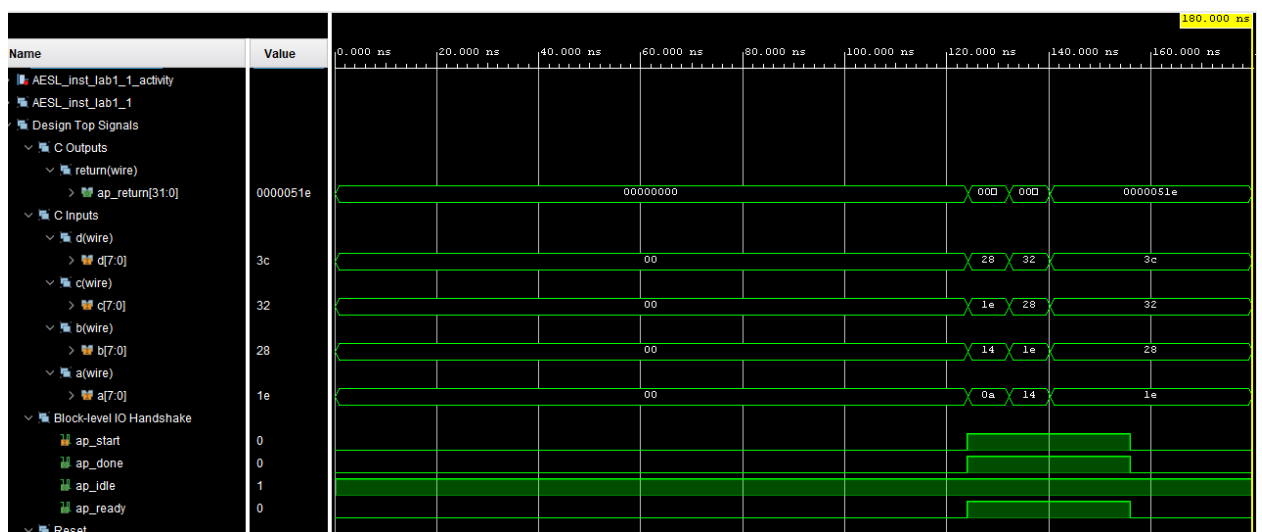 180.000 ns
Name Value 0.000 ns 20.000 ns 40.000 ns 60.000 ns 80.000 ns 100.000 ns 120.000 ns 140.000 ns 160.000 ns
AESL_inst_lab1_1_activity
AESL_inst_lab1_1
Design Top Signals
C Outputs
return(wire)
ap_return[31:0] 0000051e 00000000 00 00 0000051e
C Inputs
d(wire)
d[7:0] 3c 00 28 32 3c
c(wire)
c[7:0] 32 00 1e 28 32
b(wire)
b[7:0] 28 00 14 1e 28
a(wire)
a[7:0] 1e 00 0a 14 1e
Block-level IO Handshake
ap_start 0
ap_done 0
ap_idle 1
ap_ready 0
Reset